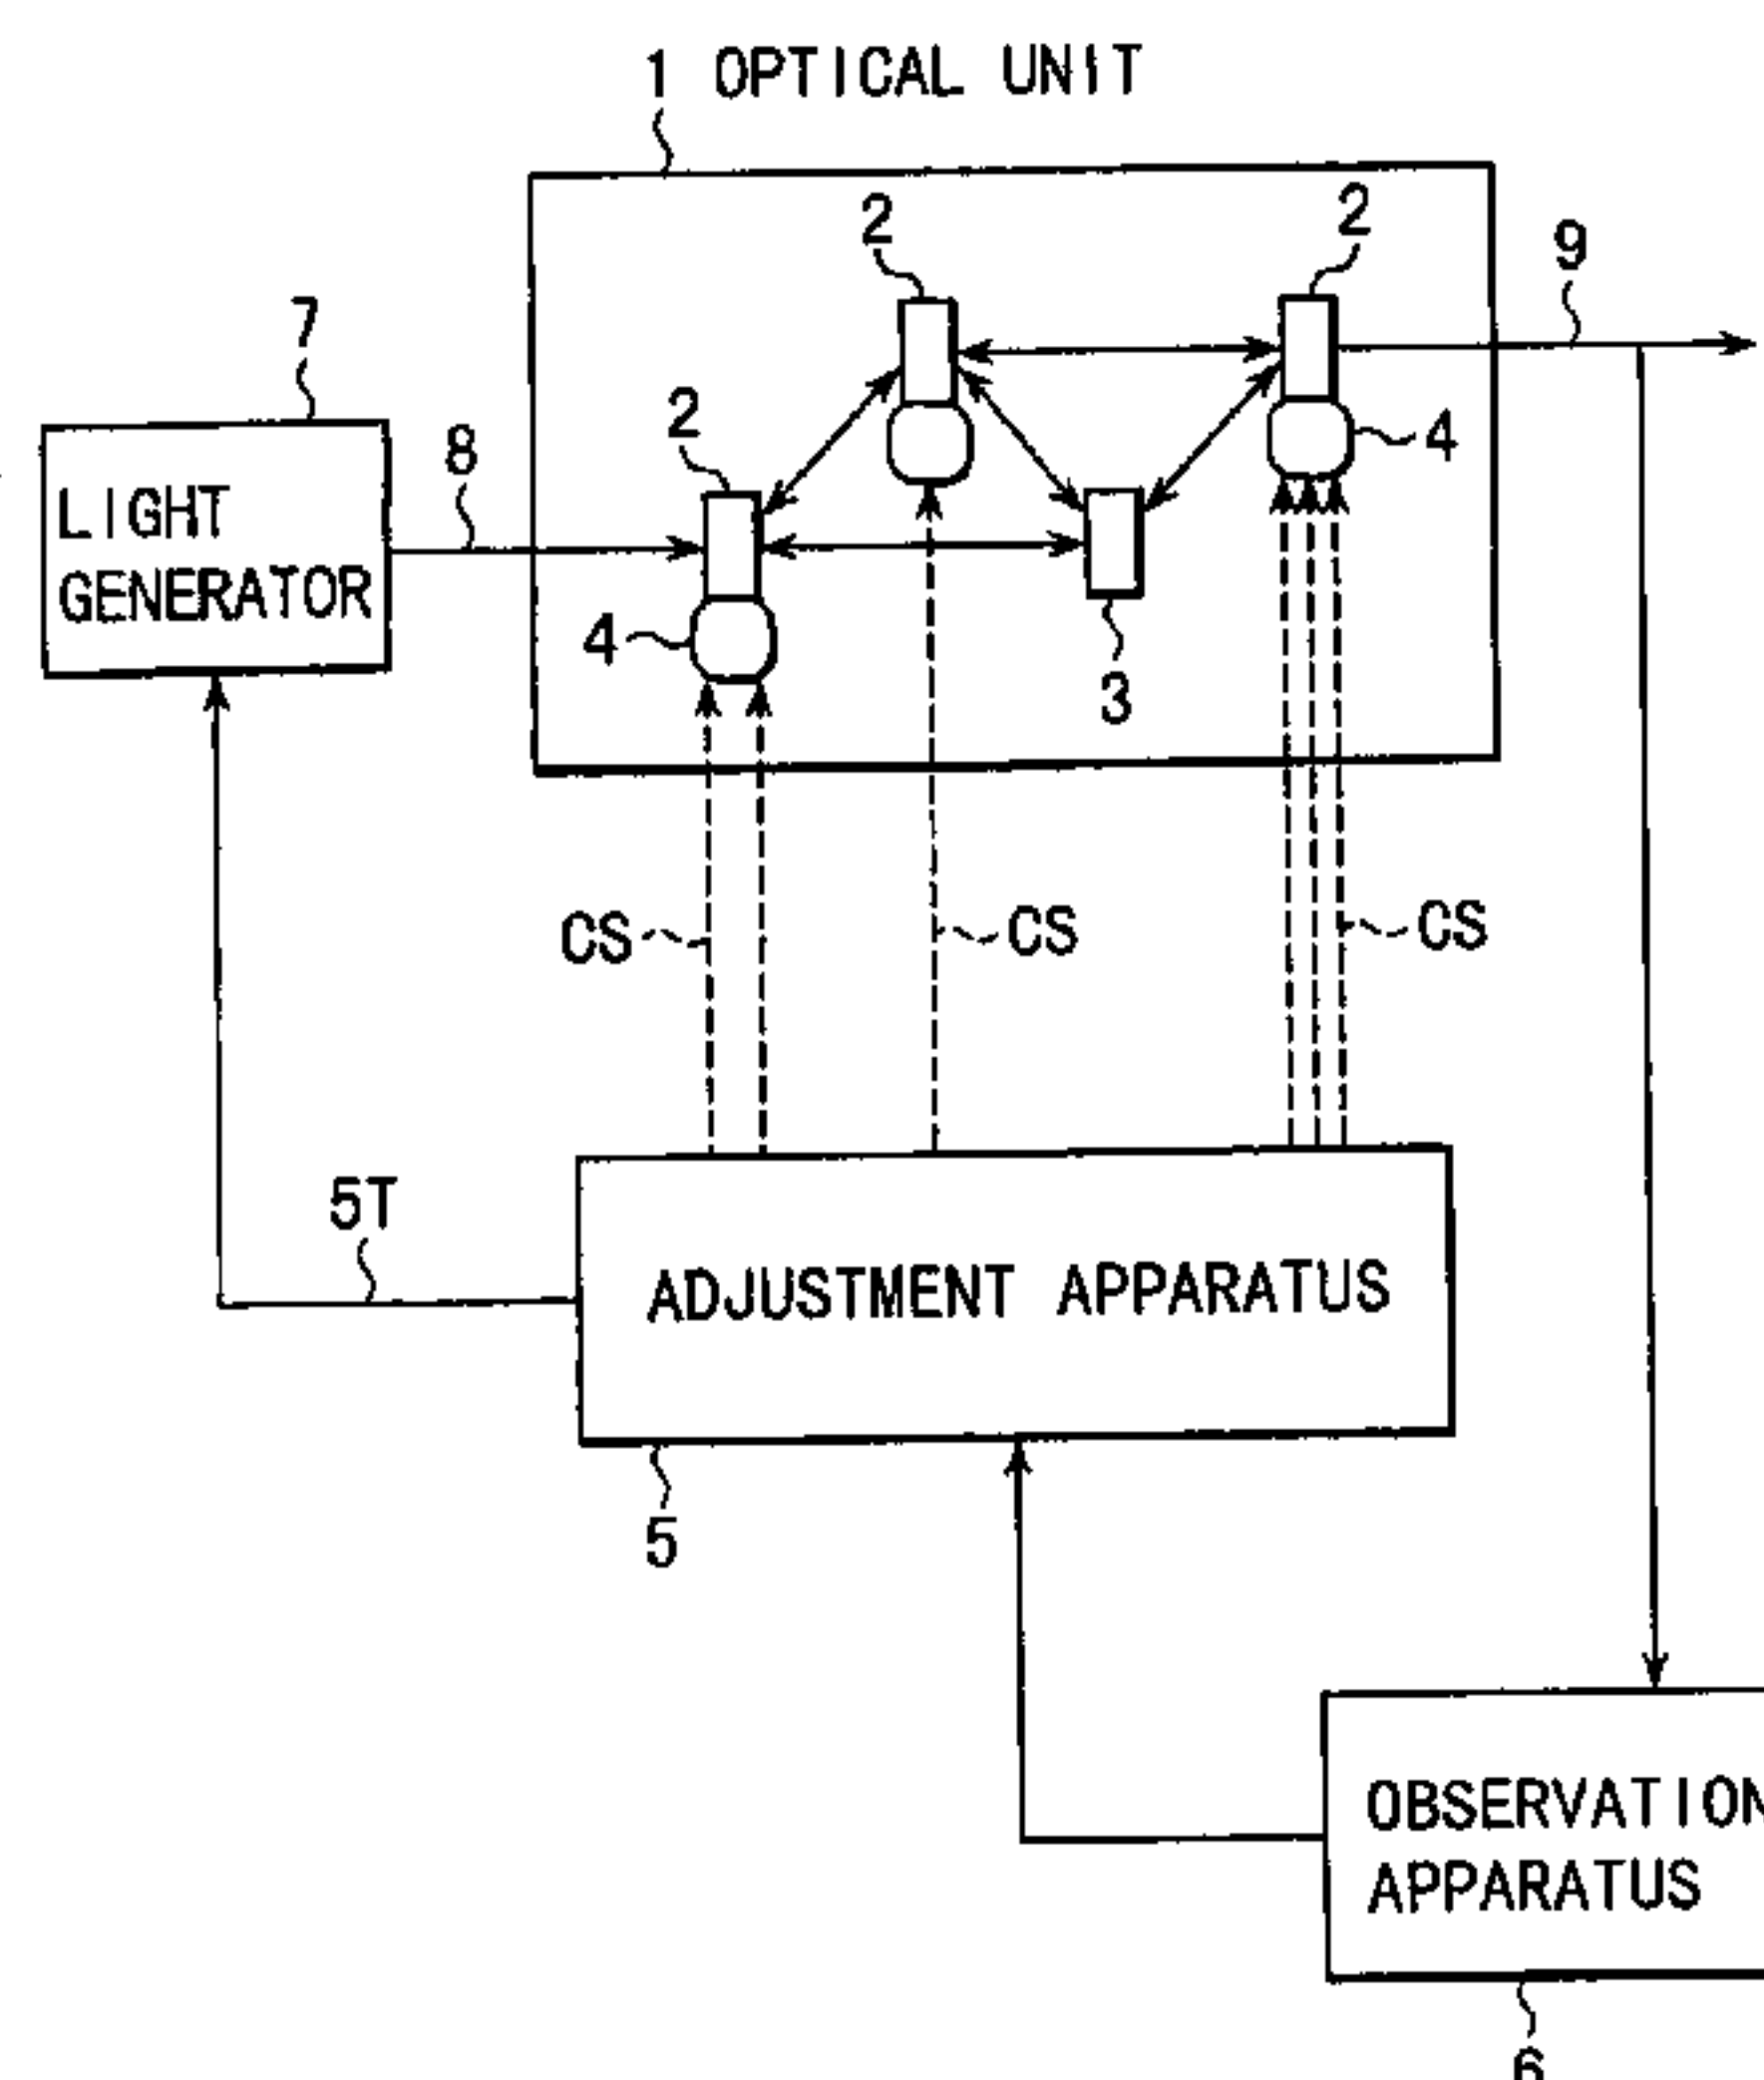 1 OPTICAL UNIT
2
2
9
7
2
8
4
LIGHT
GENERATOR
4
3
CS
CS
CS
5T
ADJUSTMENT APPARATUS
5
OBSERVATION
APPARATUS
6